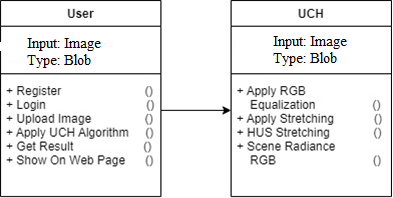 User
Input: Image
Type: Blob
+ Register ()
+ Login ()
+ Upload Image ()
+ Apply UCH Algorithm ()
+ Get Result ()
+ Show On Web Page ()
UCH
Input: Image
Type: Blob
+ Apply RGB
Equalization ()
+ Apply Stretching ()
+ HUS Stretching ()
+ Scene Radiance
RGB ()